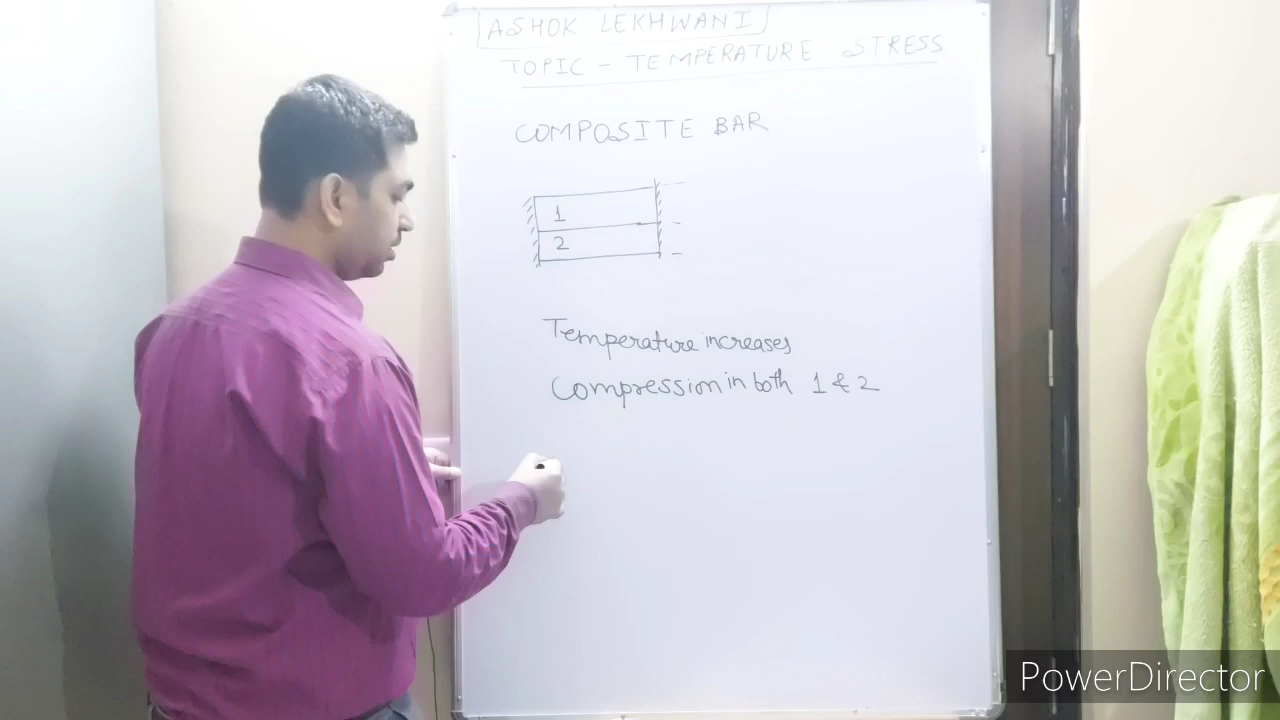 ASHOK LEKHWANI
TOPIC - TEMPERATURE STRESS
COMPOSITE BAR
1
2
Temperature increases
Compression in both 1 & 2
PowerDirector